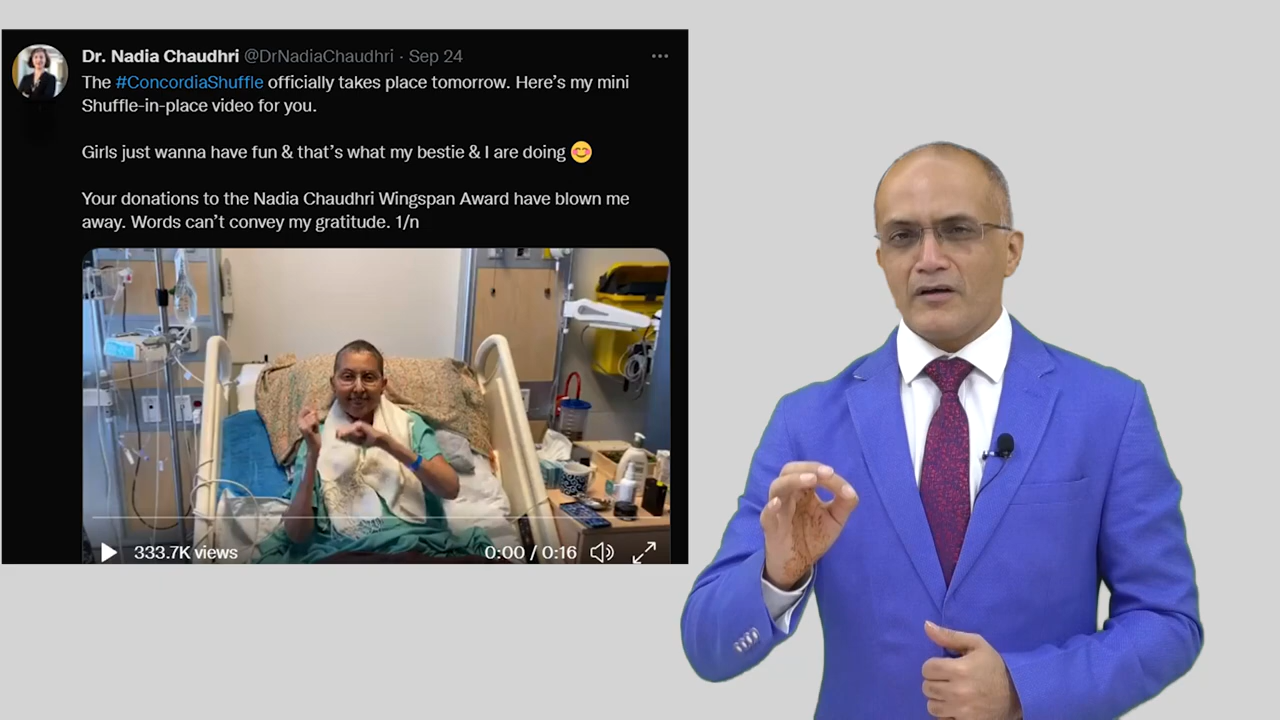 Dr. Nadia Chaudhri @DrNadiaChaudhri · Sep 24
The #ConcordiaShuffle officially takes place tomorrow. Here's my mini
Shuffle-in-place video for you.
Girls just wanna have fun & that's what my bestie & I are doing 😊
Your donations to the Nadia Chaudhri Wingspan Award have blown me
away. Words can't convey my gratitude. 1/n
333.7K views
0:00 / 0:16